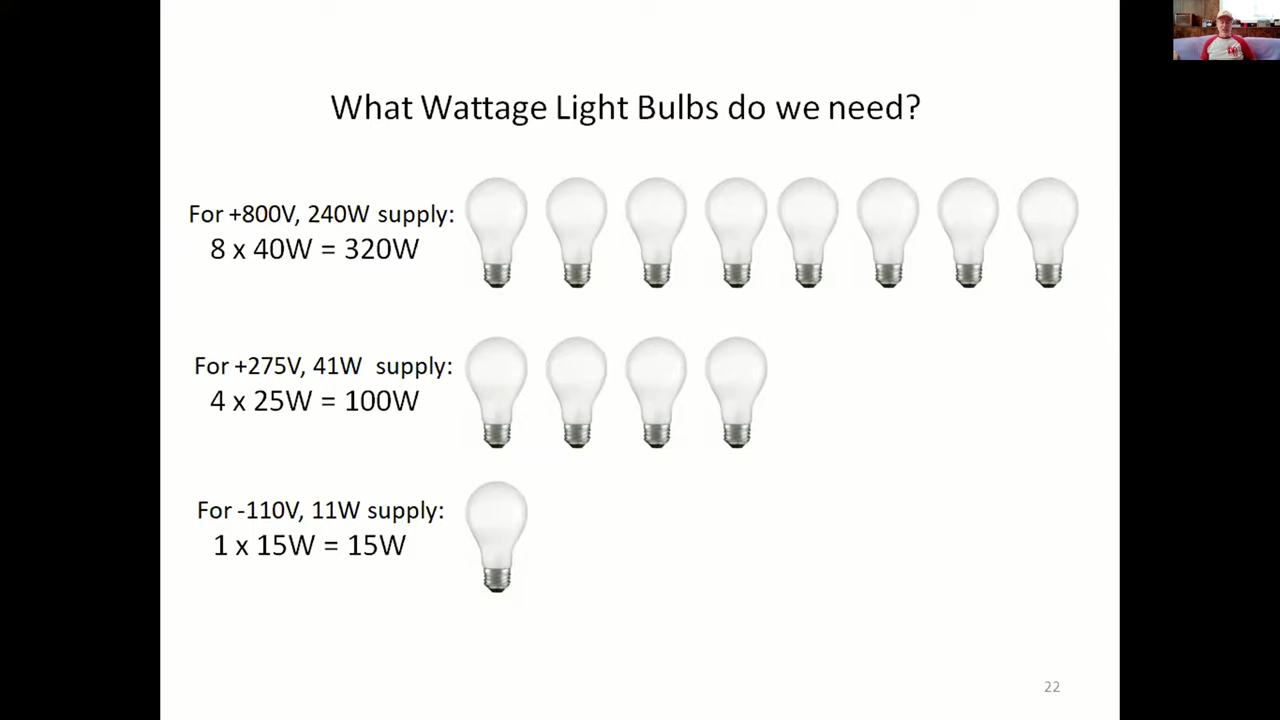 What Wattage Light Bulbs do we need?
For +800V, 240W supply:
8 x 40W = 320W
For +275V, 41W supply:
4 x 25W = 100W
For -110V, 11W supply:
1 x 15W = 15W
22